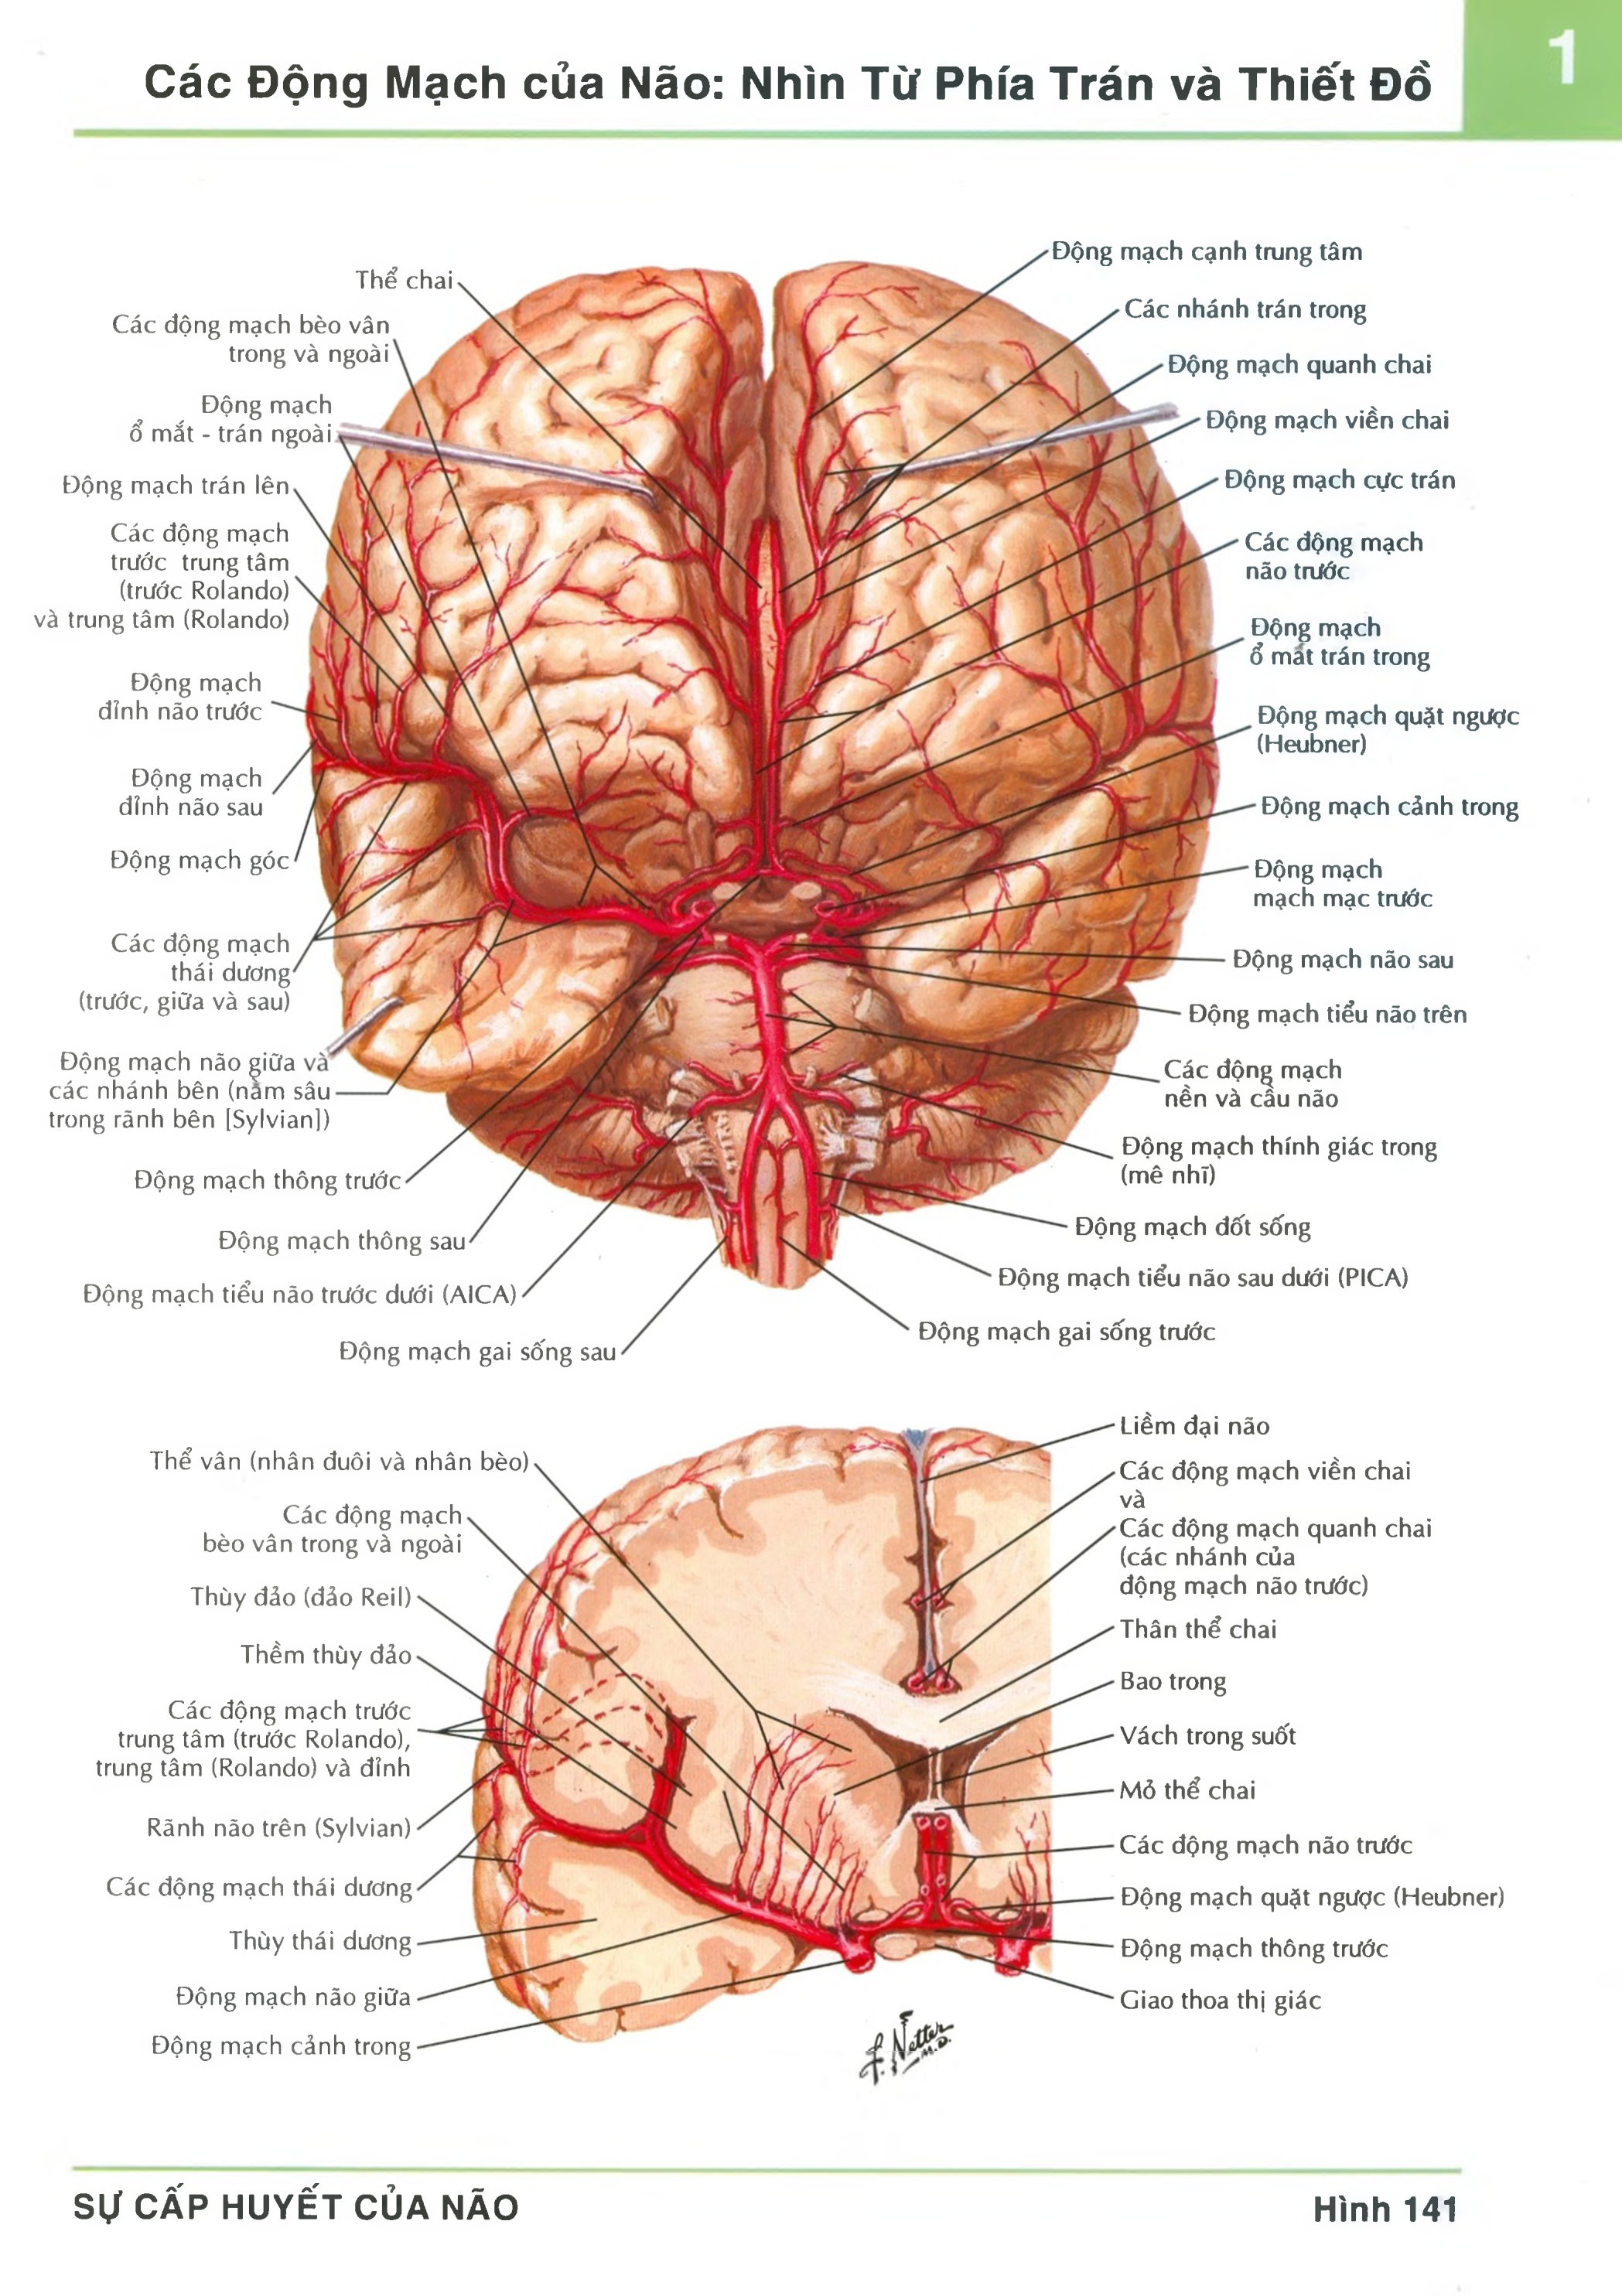 1
Các Động Mạch của Não: Nhìn Từ Phía Trán và Thiết Đồ
Thể chai
Các động mạch bèo vân
trong và ngoài
Động mạch
ổ mắt - trán ngoài
Động mạch trán lên
Các động mạch
trước trung tâm
(trước Rolando)
và trung tâm (Rolando)
Động mạch
đỉnh não trước
Động mạch
đỉnh não sau
Động mạch góc
Các động mạch
thái dương
(trước, giữa và sau)
Động mạch não giữa và
các nhánh bên (nằm sâu
trong rãnh bên [Sylvian])
Động mạch thông trước
Động mạch thông sau
Động mạch tiểu não trước dưới (AICA)
Động mạch gai sống sau
Động mạch cạnh trung tâm
Các nhánh trán trong
Động mạch quanh chai
Động mạch viền chai
Động mạch cực trán
Các động mạch
não trước
Động mạch
ổ mắt trán trong
Động mạch quặt ngược
(Heubner)
Động mạch cảnh trong
Động mạch
mạch mạc trước
Động mạch não sau
Động mạch tiểu não trên
Các động mạch
nền và cầu não
Động mạch thính giác trong
(mê nhĩ)
Động mạch đốt sống
Động mạch tiểu não sau dưới (PICA)
Động mạch gai sống trước
Thể vân (nhân đuôi và nhân bèo)
Các động mạch
bèo vân trong và ngoài
Thùy đảo (đảo Reil)
Thềm thùy đảo
Các động mạch trước
trung tâm (trước Rolando),
trung tâm (Rolando) và đỉnh
Rãnh não trên (Sylvian)
Các động mạch thái dương
Thùy thái dương
Động mạch não giữa
Động mạch cảnh trong
Liềm đại não
Các động mạch viền chai
và
Các động mạch quanh chai
(các nhánh của
động mạch não trước)
Thân thể chai
Bao trong
Vách trong suốt
Mỏ thể chai
Các động mạch não trước
Động mạch quặt ngược (Heubner)
Động mạch thông trước
Giao thoa thị giác
F. Netter
M.D.
SỰ CẤP HUYẾT CỦA NÃO
Hình 141